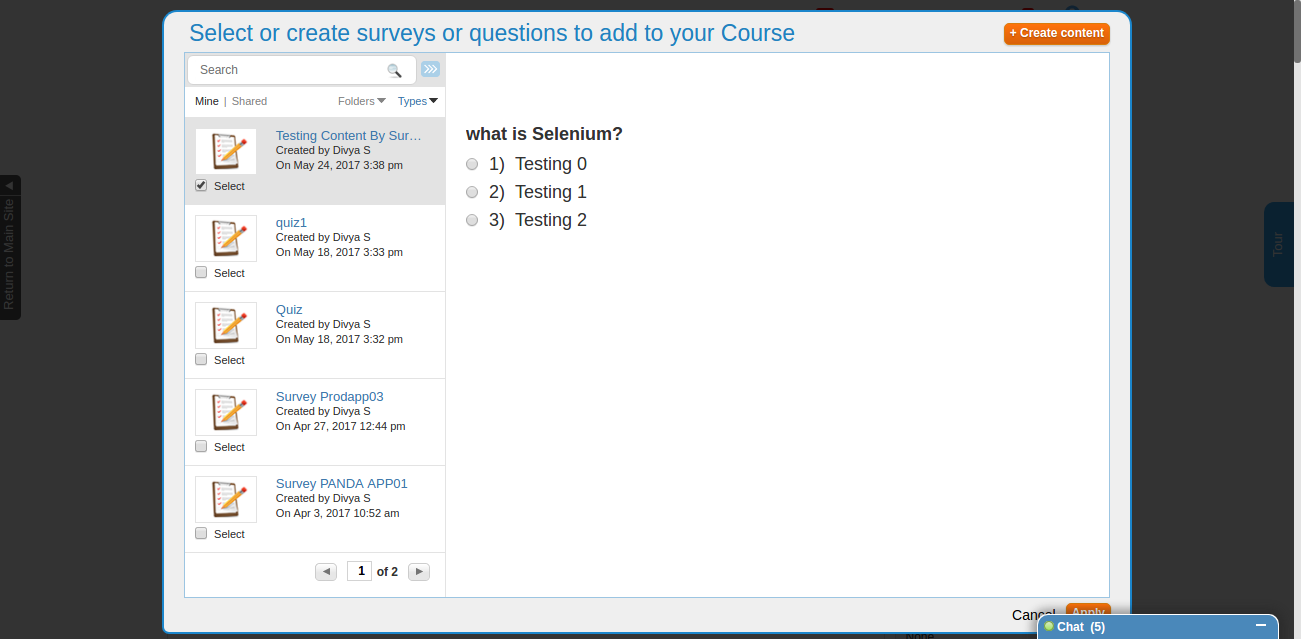 Select or create surveys or questions to add to your Course
+ Create content
Search
Mine | Shared
Folders
Types
Testing Content By Sur…
Created by Divya S
On May 24, 2017 3:38 pm
Select
quiz1
Created by Divya S
On May 18, 2017 3:33 pm
Select
Quiz
Created by Divya S
On May 18, 2017 3:32 pm
Select
Survey Prodapp03
Created by Divya S
On Apr 27, 2017 12:44 pm
Select
Survey PANDA APP01
Created by Divya S
On Apr 3, 2017 10:52 am
Select
1 of 2
what is Selenium?
1) Testing 0
2) Testing 1
3) Testing 2
Return to Main Site
Tour
Cancel
Apply
Chat (5)
None